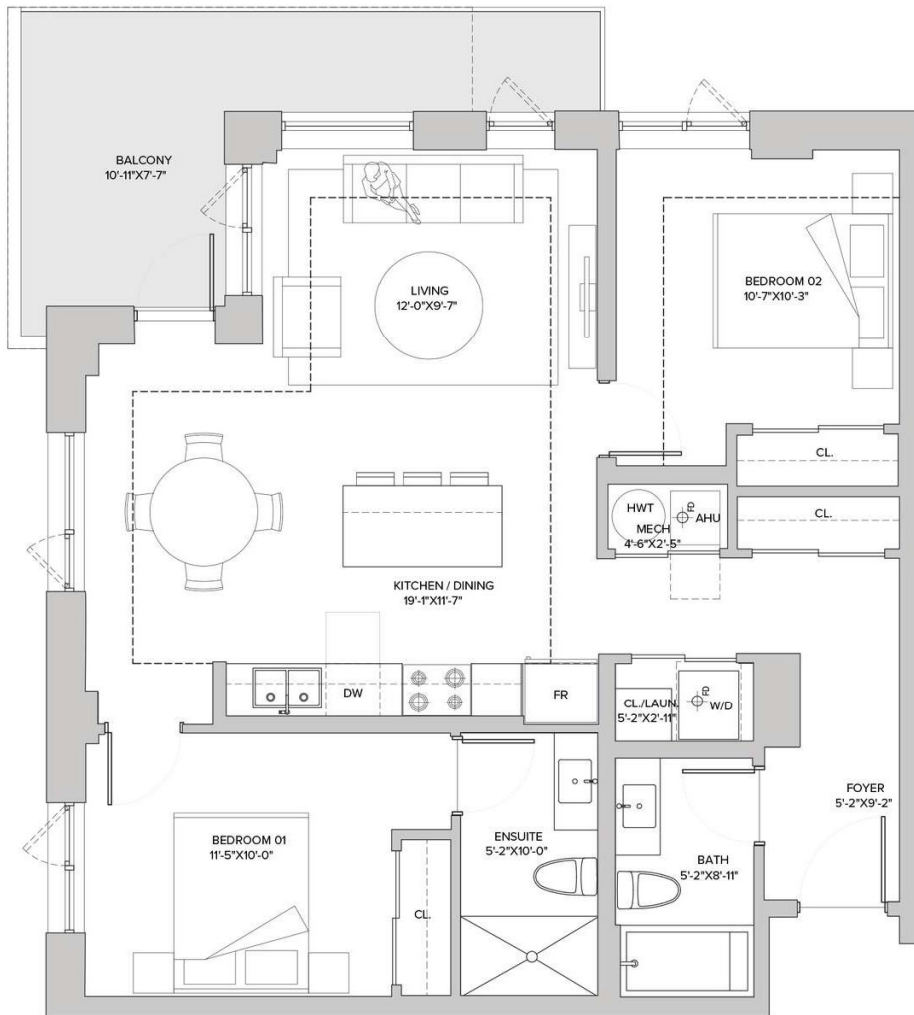 BALCONY
10'-11"X7'-7"
LIVING
12'-0"X9'-7"
BEDROOM 02
10'-7"X10'-3"
CL.
HWT
FD
AHU
MECH
4'-6"X2'-5"
CL.
KITCHEN / DINING
19'-1"X11'-7"
DW
FR
CL./LAUN.
5'-2"X2'-11"
FD
W/D
FOYER
5'-2"X9'-2"
BEDROOM 01
11'-5"X10'-0"
ENSUITE
5'-2"X10'-0"
BATH
5'-2"X8'-11"
CL.